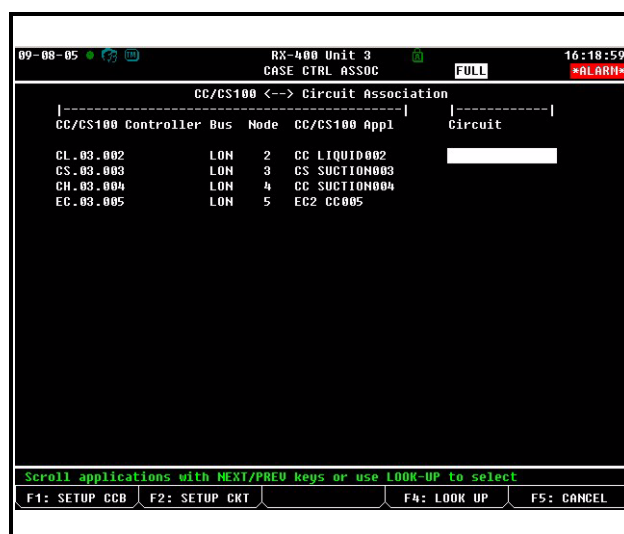 09-08-05 RX-400 Unit 3 16:18:59
CASE CTRL ASSOC FULL *ALARM*
CC/CS100 <--> Circuit Association
|-------------------------------------------| |------------|
CC/CS100 Controller Bus Node CC/CS100 Appl Circuit
CL.03.002 LON 2 CC LIQUID002
CS.03.003 LON 3 CS SUCTION003
CH.03.004 LON 4 CC SUCTION004
EC.03.005 LON 5 EC2 CC005
Scroll applications with NEXT/PREV keys or use LOOK-UP to select
F1: SETUP CCB F2: SETUP CKT F4: LOOK UP F5: CANCEL